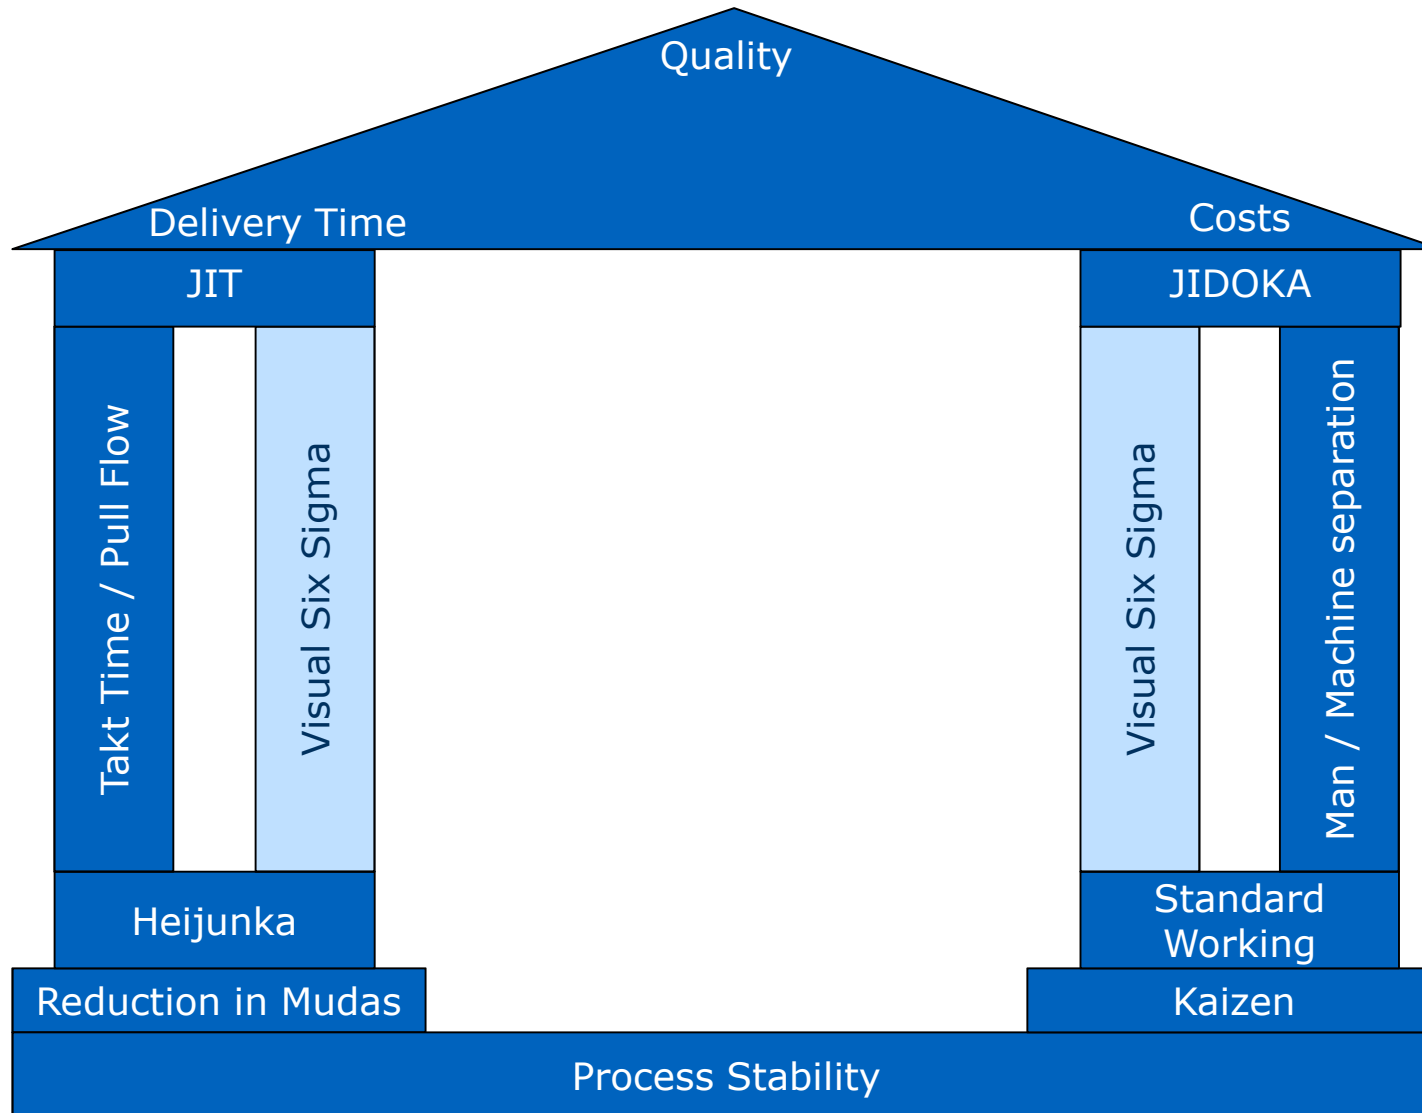 Quality
Delivery Time
Costs
JIT
JIDOKA
Takt Time / Pull Flow
Visual Six Sigma
Visual Six Sigma
Man / Machine separation
Heijunka
Standard
Working
Reduction in Mudas
Kaizen
Process Stability